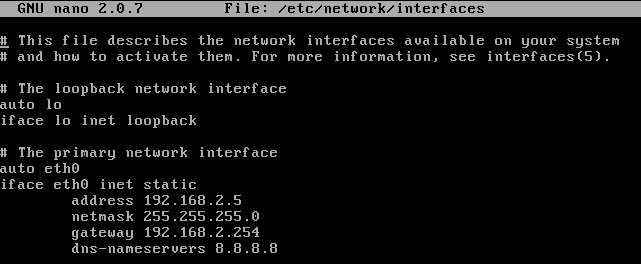 GNU nano 2.0.7 File: /etc/network/interfaces
# This file describes the network interfaces available on your system
# and how to activate them. For more information, see interfaces(5).
# The loopback network interface
auto lo
iface lo inet loopback
# The primary network interface
auto eth0
iface eth0 inet static
address 192.168.2.5
netmask 255.255.255.0
gateway 192.168.2.254
dns-nameservers 8.8.8.8